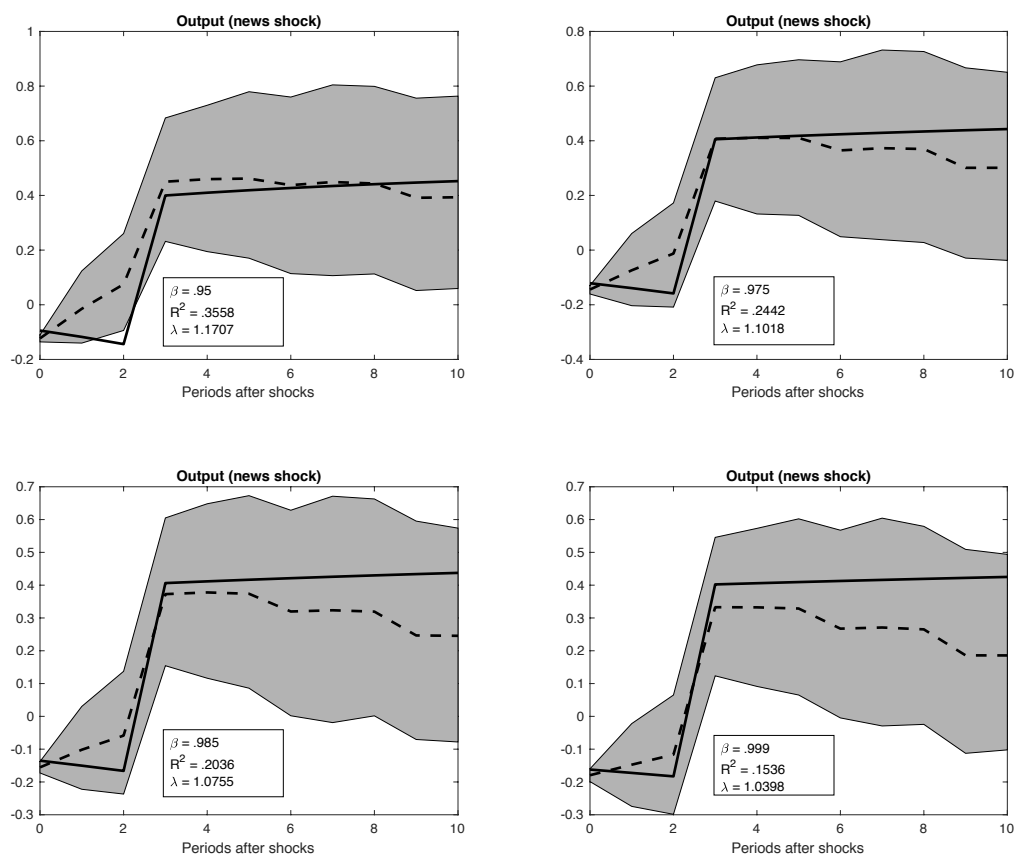 Output (news shock)
1
0.8
0.6
0.4
0.2
0
-0.2
β = .95
R² = .3558
λ = 1.1707
0 2 4 6 8 10
Periods after shocks
Output (news shock)
0.8
0.6
0.4
0.2
0
-0.2
-0.4
β = .975
R² = .2442
λ = 1.1018
0 2 4 6 8 10
Periods after shocks
Output (news shock)
0.7
0.6
0.5
0.4
0.3
0.2
0.1
0
-0.1
-0.2
-0.3
β = .985
R² = .2036
λ = 1.0755
0 2 4 6 8 10
Periods after shocks
Output (news shock)
0.7
0.6
0.5
0.4
0.3
0.2
0.1
0
-0.1
-0.2
-0.3
β = .999
R² = .1536
λ = 1.0398
0 2 4 6 8 10
Periods after shocks